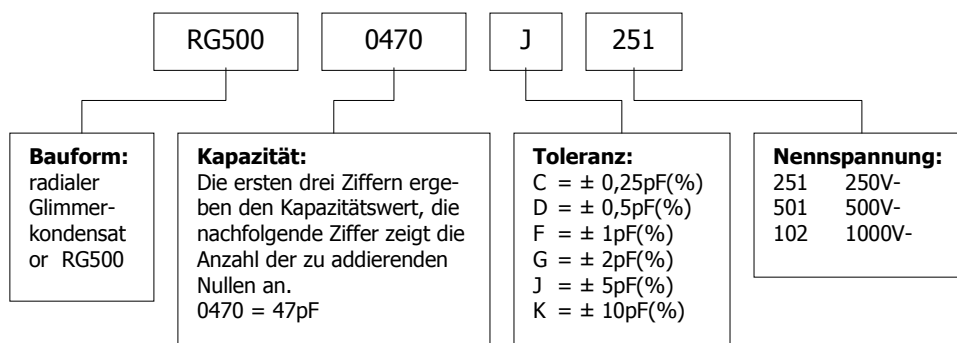 RG500 0470 J 251
Bauform:
radialer
Glimmer-
kondensat
or RG500
Kapazität:
Die ersten drei Ziffern erge-
ben den Kapazitätswert, die
nachfolgende Ziffer zeigt die
Anzahl der zu addierenden
Nullen an.
0470 = 47pF
Toleranz:
C = ± 0,25pF(%)
D = ± 0,5pF(%)
F = ± 1pF(%)
G = ± 2pF(%)
J = ± 5pF(%)
K = ± 10pF(%)
Nennspannung:
251 250V-
501 500V-
102 1000V-